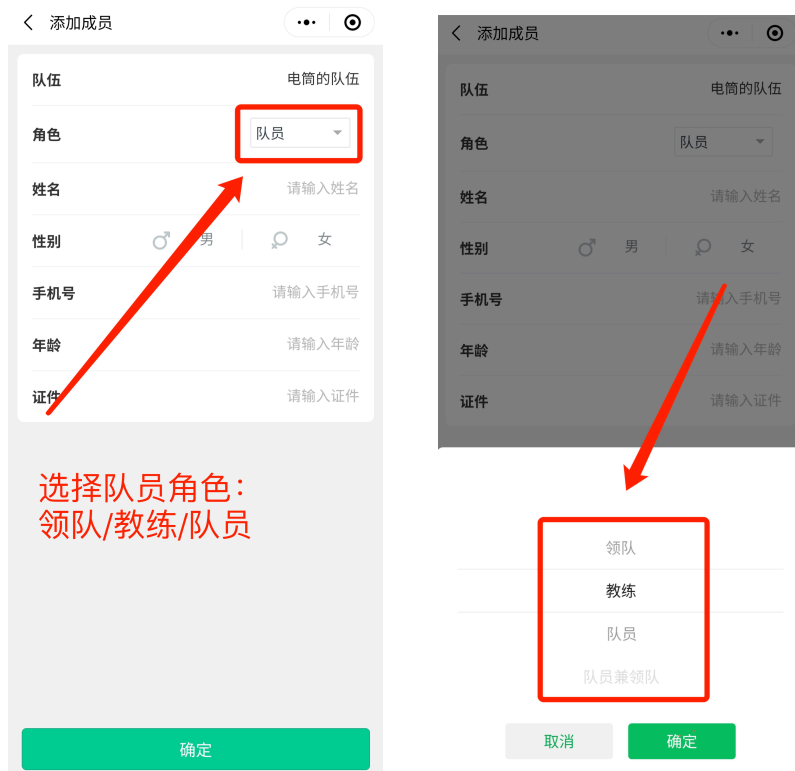 添加成员
队伍
电筒的队伍
角色
队员
姓名
请输入姓名
性别
男
女
手机号
请输入手机号
年龄
请输入年龄
证件
请输入证件
选择队员角色：
领队/教练/队员
确定
添加成员
队伍
电筒的队伍
角色
队员
姓名
请输入姓名
性别
男
女
手机号
请输入手机号
年龄
请输入年龄
证件
请输入证件
领队
教练
队员
队员兼领队
取消
确定